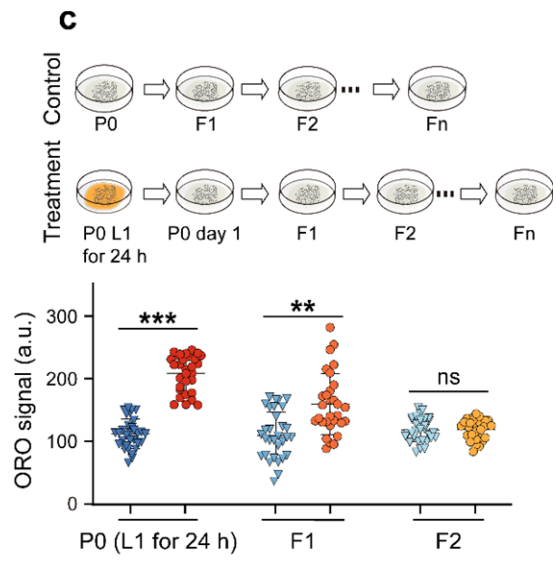 c
Control
P0 F1 F2 ... Fn
Treatment
P0 L1 P0 day 1 F1 F2 ... Fn
for 24 h
ORO signal (a.u.)
300
200
100
0
*** ** ns
P0 (L1 for 24 h) F1 F2